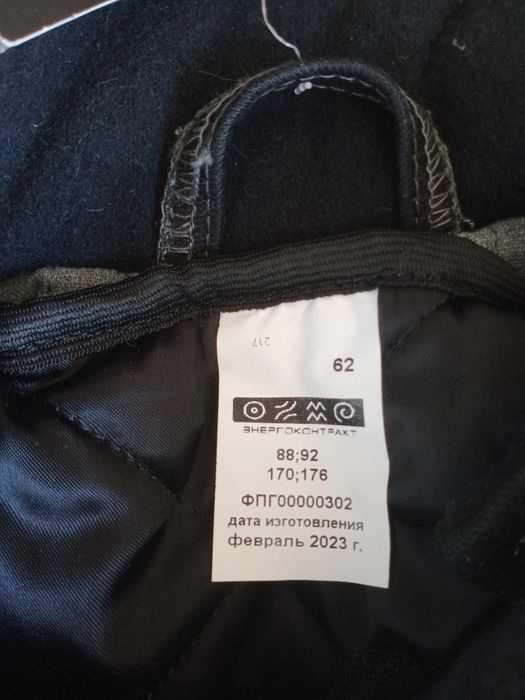 217
62
ЭНЕРГОКОНТРАКТ
88;92
170;176
ФПГ00000302
дата изготовления
февраль 2023 г.